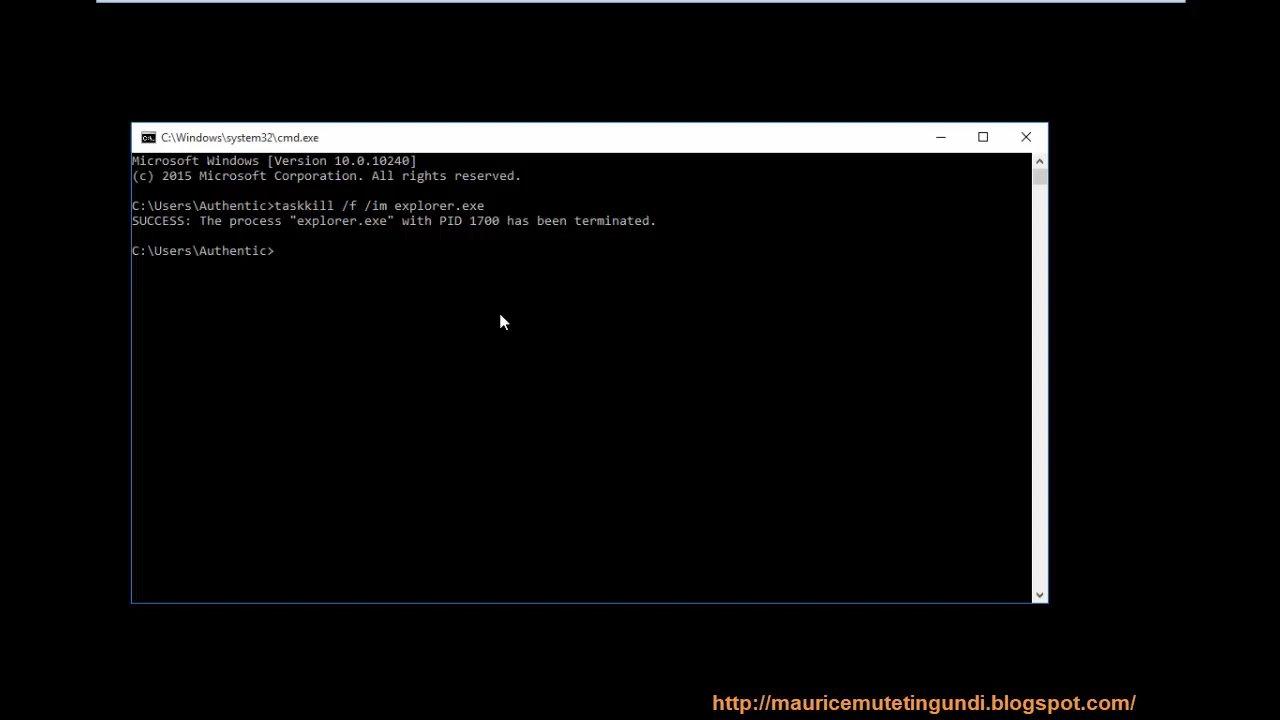 C:\Windows\system32\cmd.exe
Microsoft Windows [Version 10.0.10240]
(c) 2015 Microsoft Corporation. All rights reserved.
C:\Users\Authentic>taskkill /f /im explorer.exe
SUCCESS: The process "explorer.exe" with PID 1700 has been terminated.
C:\Users\Authentic>
http://mauricemutetingundi.blogspot.com/